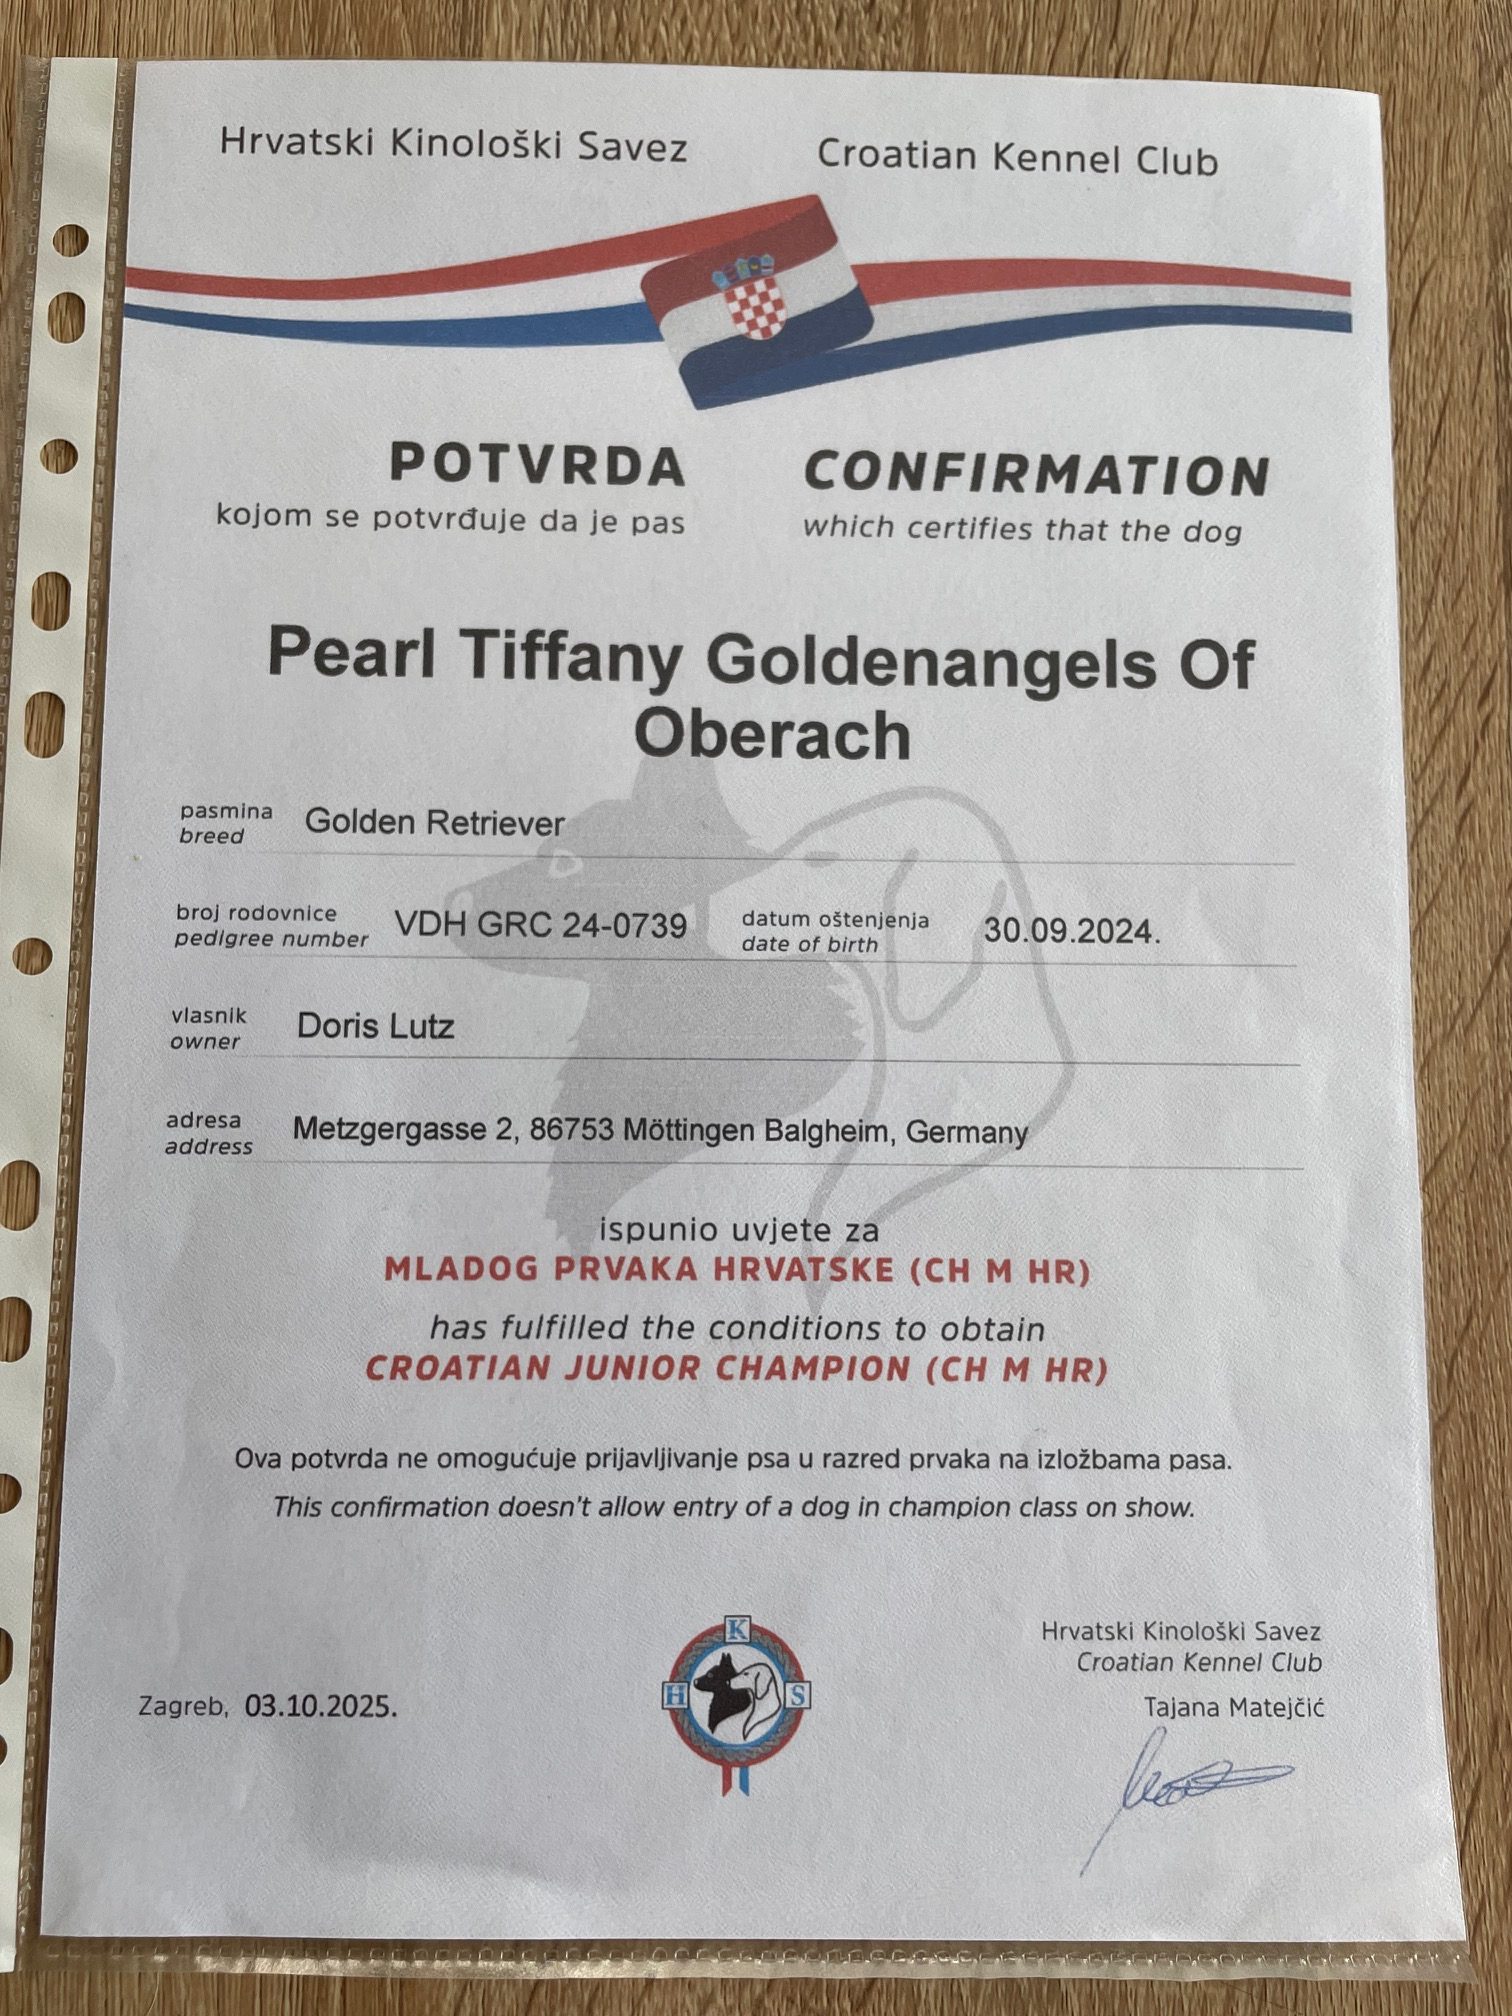 Hrvatski Kinološki Savez
Croatian Kennel Club
POTVRDA
kojom se potvrđuje da je pas
CONFIRMATION
which certifies that the dog
Pearl Tiffany Goldenangels Of
Oberach
pasmina
breed
Golden Retriever
broj rodovnice
pedigree number
VDH GRC 24-0739
datum oštenjenja
date of birth
30.09.2024.
vlasnik
owner
Doris Lutz
adresa
address
Metzgergasse 2, 86753 Möttingen Balgheim, Germany
ispunio uvjete za
MLADOG PRVAKA HRVATSKE (CH M HR)
has fulfilled the conditions to obtain
CROATIAN JUNIOR CHAMPION (CH M HR)
Ova potvrda ne omogućuje prijavljivanje psa u razred prvaka na izložbama pasa.
This confirmation doesn't allow entry of a dog in champion class on show.
Zagreb, 03.10.2025.
H K S
Hrvatski Kinološki Savez
Croatian Kennel Club
Tajana Matejčić